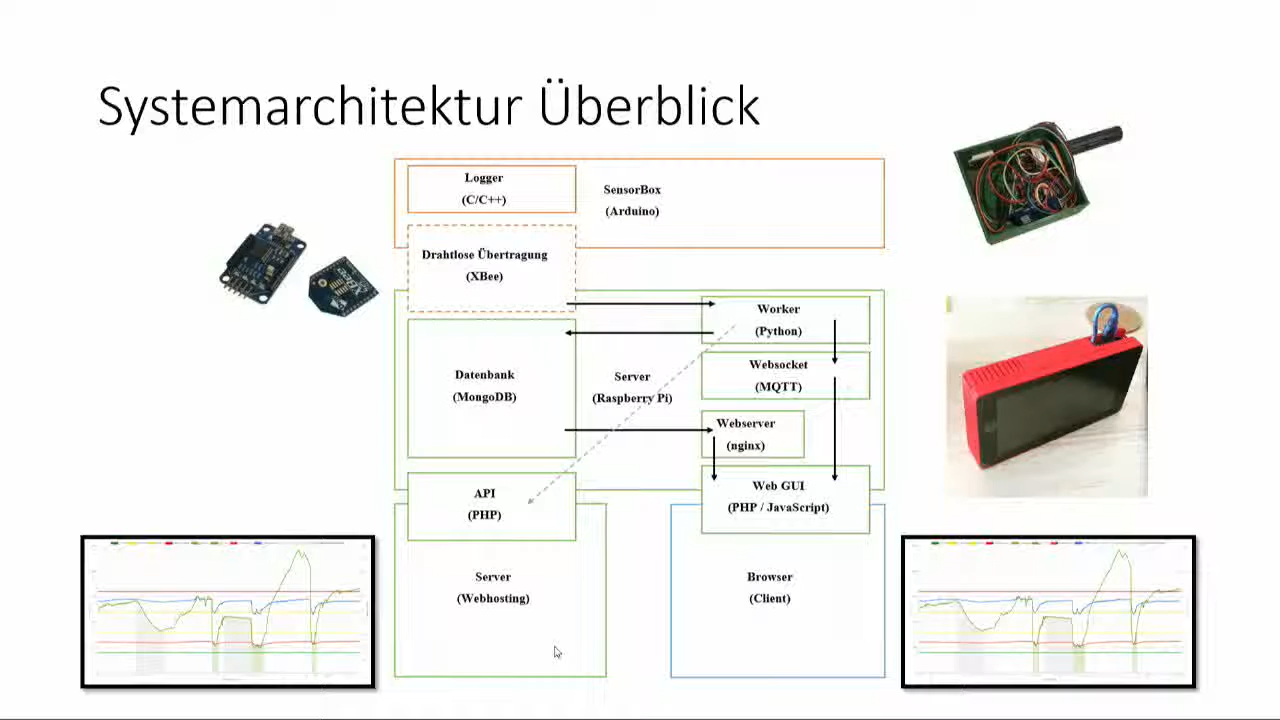 Systemarchitektur Überblick
Logger
(C/C++)
SensorBox
(Arduino)
Drahtlose Übertragung
(XBee)
Worker
(Python)
Datenbank
(MongoDB)
Server
(Raspberry Pi)
Websocket
(MQTT)
Webserver
(nginx)
API
(PHP)
Web GUI
(PHP / JavaScript)
Server
(Webhosting)
Browser
(Client)